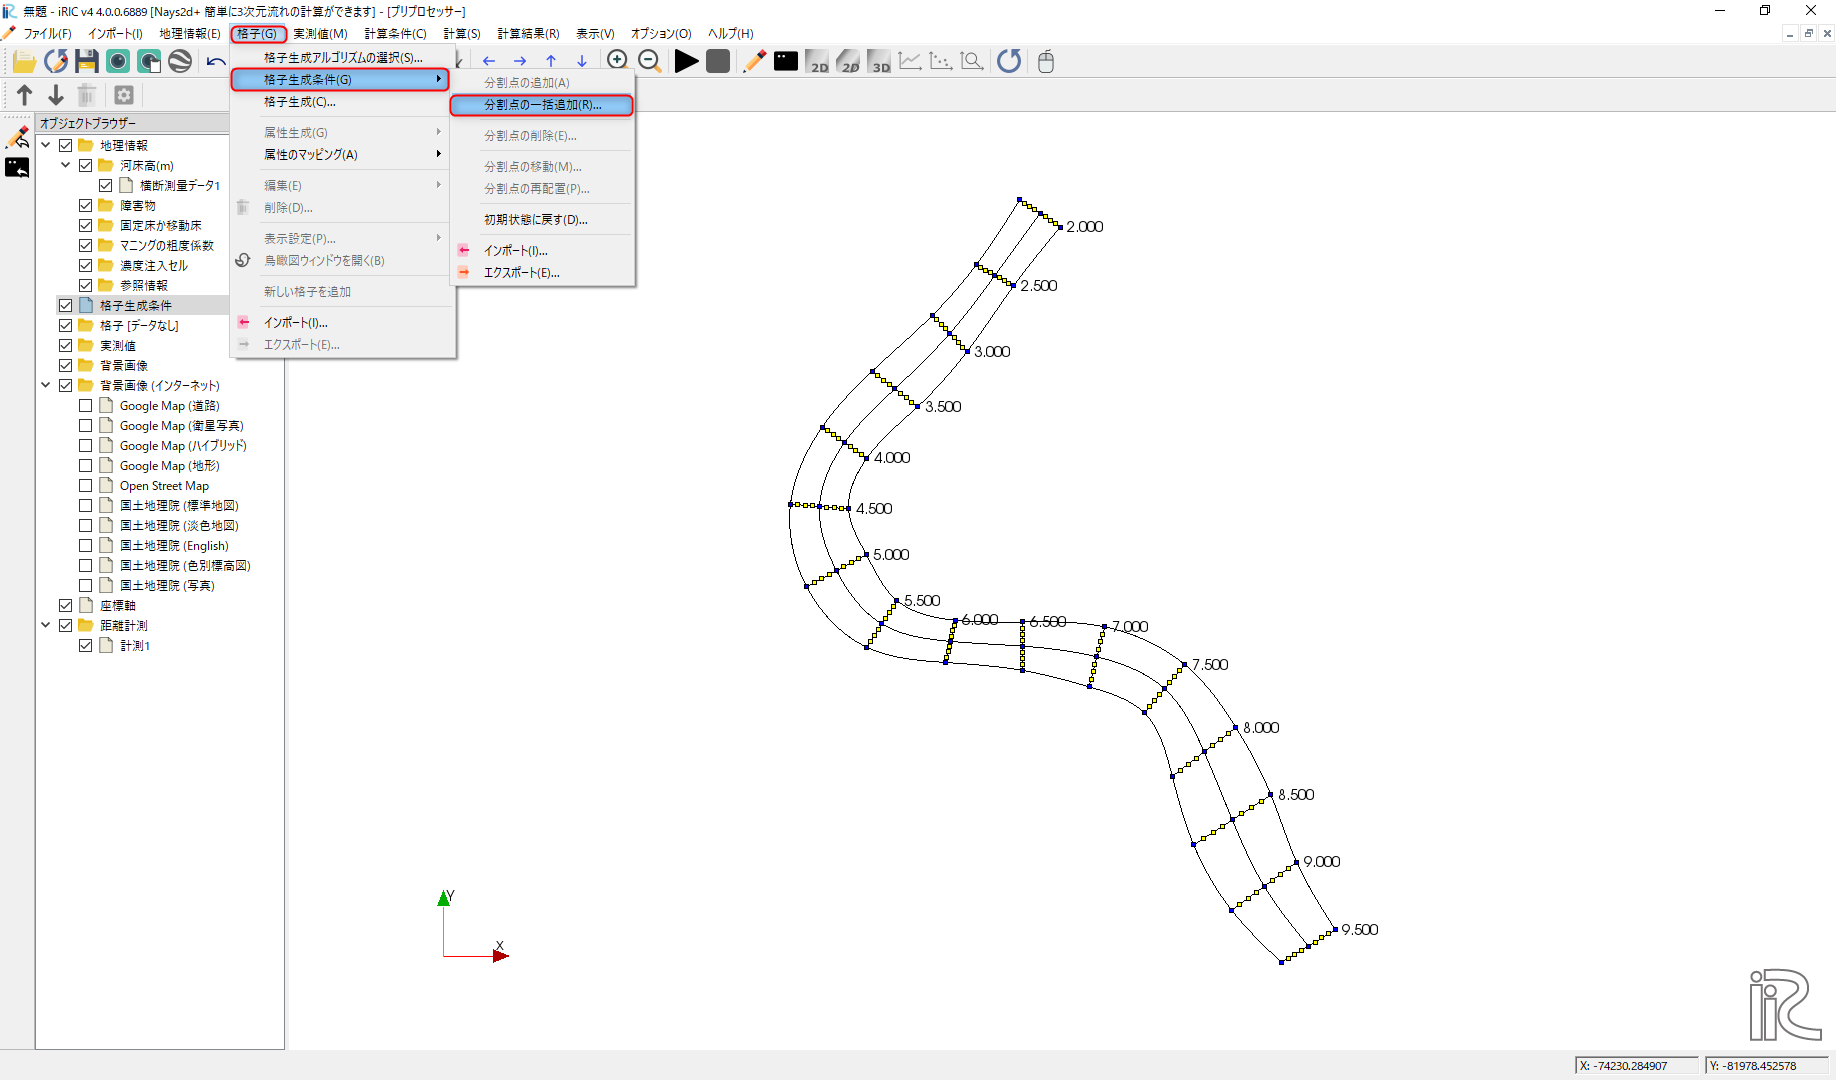 無題 - iRIC v4 4.0.0.6889 [Nays2d+ 簡単に3次元流れの計算ができます] - [プリプロセッサー]
ファイル(F) インポート(I) 地理情報(E) 格子(G) 実測値(M) 計算条件(C) 計算(S) 計算結果(R) 表示(V) オプション(O) ヘルプ(H)
2D 2D 3D
格子生成アルゴリズムの選択(S)...
格子生成条件(G)
格子生成(C)...
属性生成(G)
属性のマッピング(A)
編集(E)
削除(D)...
表示設定(P)...
鳥瞰図ウィンドウを開く(B)
新しい格子を追加
インポート(I)...
エクスポート(E)...
分割点の追加(A)
分割点の一括追加(R)...
分割点の削除(E)...
分割点の移動(M)...
分割点の再配置(P)...
初期状態に戻す(D)...
インポート(I)...
エクスポート(E)...
オブジェクトブラウザー
地理情報
河床高(m)
横断測量データ1
障害物
固定床か移動床
マニングの粗度係数
濃度注入セル
参照情報
格子生成条件
格子 [データなし]
実測値
背景画像
背景画像 (インターネット)
Google Map (道路)
Google Map (衛星写真)
Google Map (ハイブリッド)
Google Map (地形)
Open Street Map
国土地理院 (標準地図)
国土地理院 (淡色地図)
国土地理院 (English)
国土地理院 (色別標高図)
国土地理院 (写真)
座標軸
距離計測
計測1
2.000
2.500
3.000
3.500
4.000
4.500
5.000
5.500
6.000
6.500
7.000
7.500
8.000
8.500
9.000
9.500
Y
X
iRIC
X: -74230.284907
Y: -81978.452578